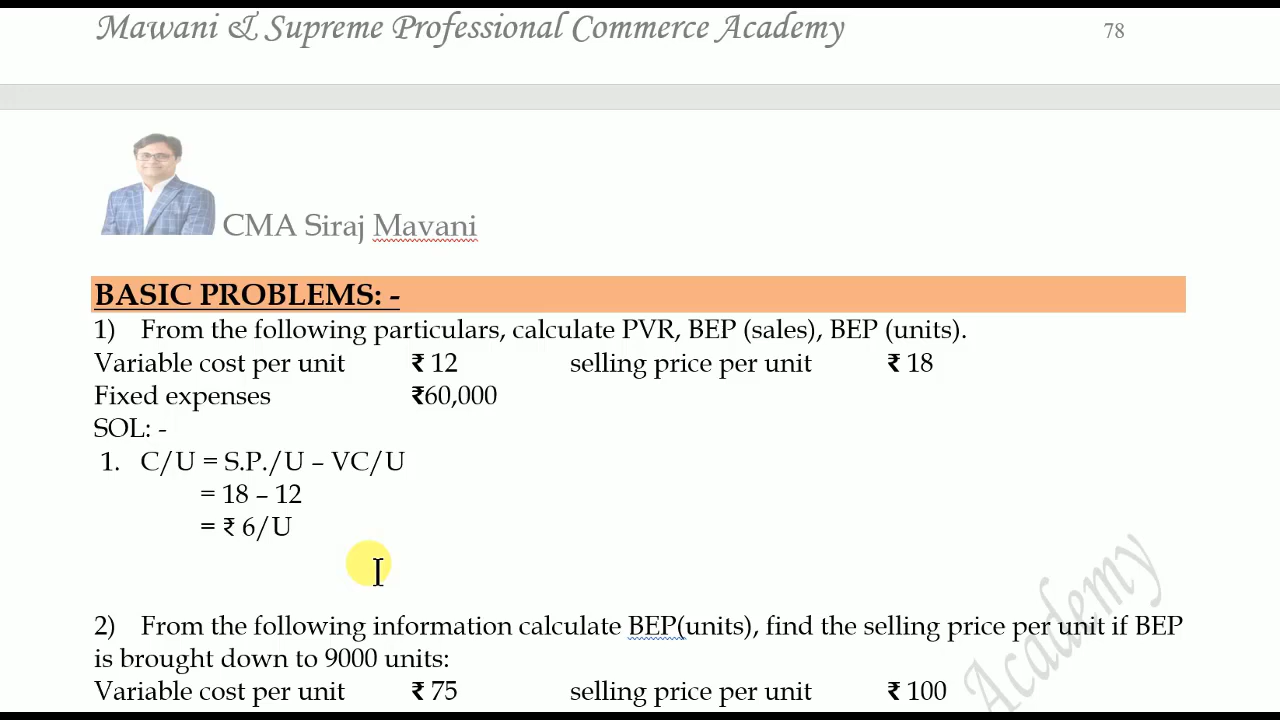 Mawani & Supreme Professional Commerce Academy 78
CMA Siraj Mavani
BASIC PROBLEMS: -
1) From the following particulars, calculate PVR, BEP (sales), BEP (units).
Variable cost per unit ₹ 12 selling price per unit ₹ 18
Fixed expenses ₹60,000
SOL: -
1. C/U = S.P./U – VC/U
= 18 – 12
= ₹ 6/U
2) From the following information calculate BEP(units), find the selling price per unit if BEP
is brought down to 9000 units:
Variable cost per unit ₹ 75 selling price per unit ₹ 100
Academy